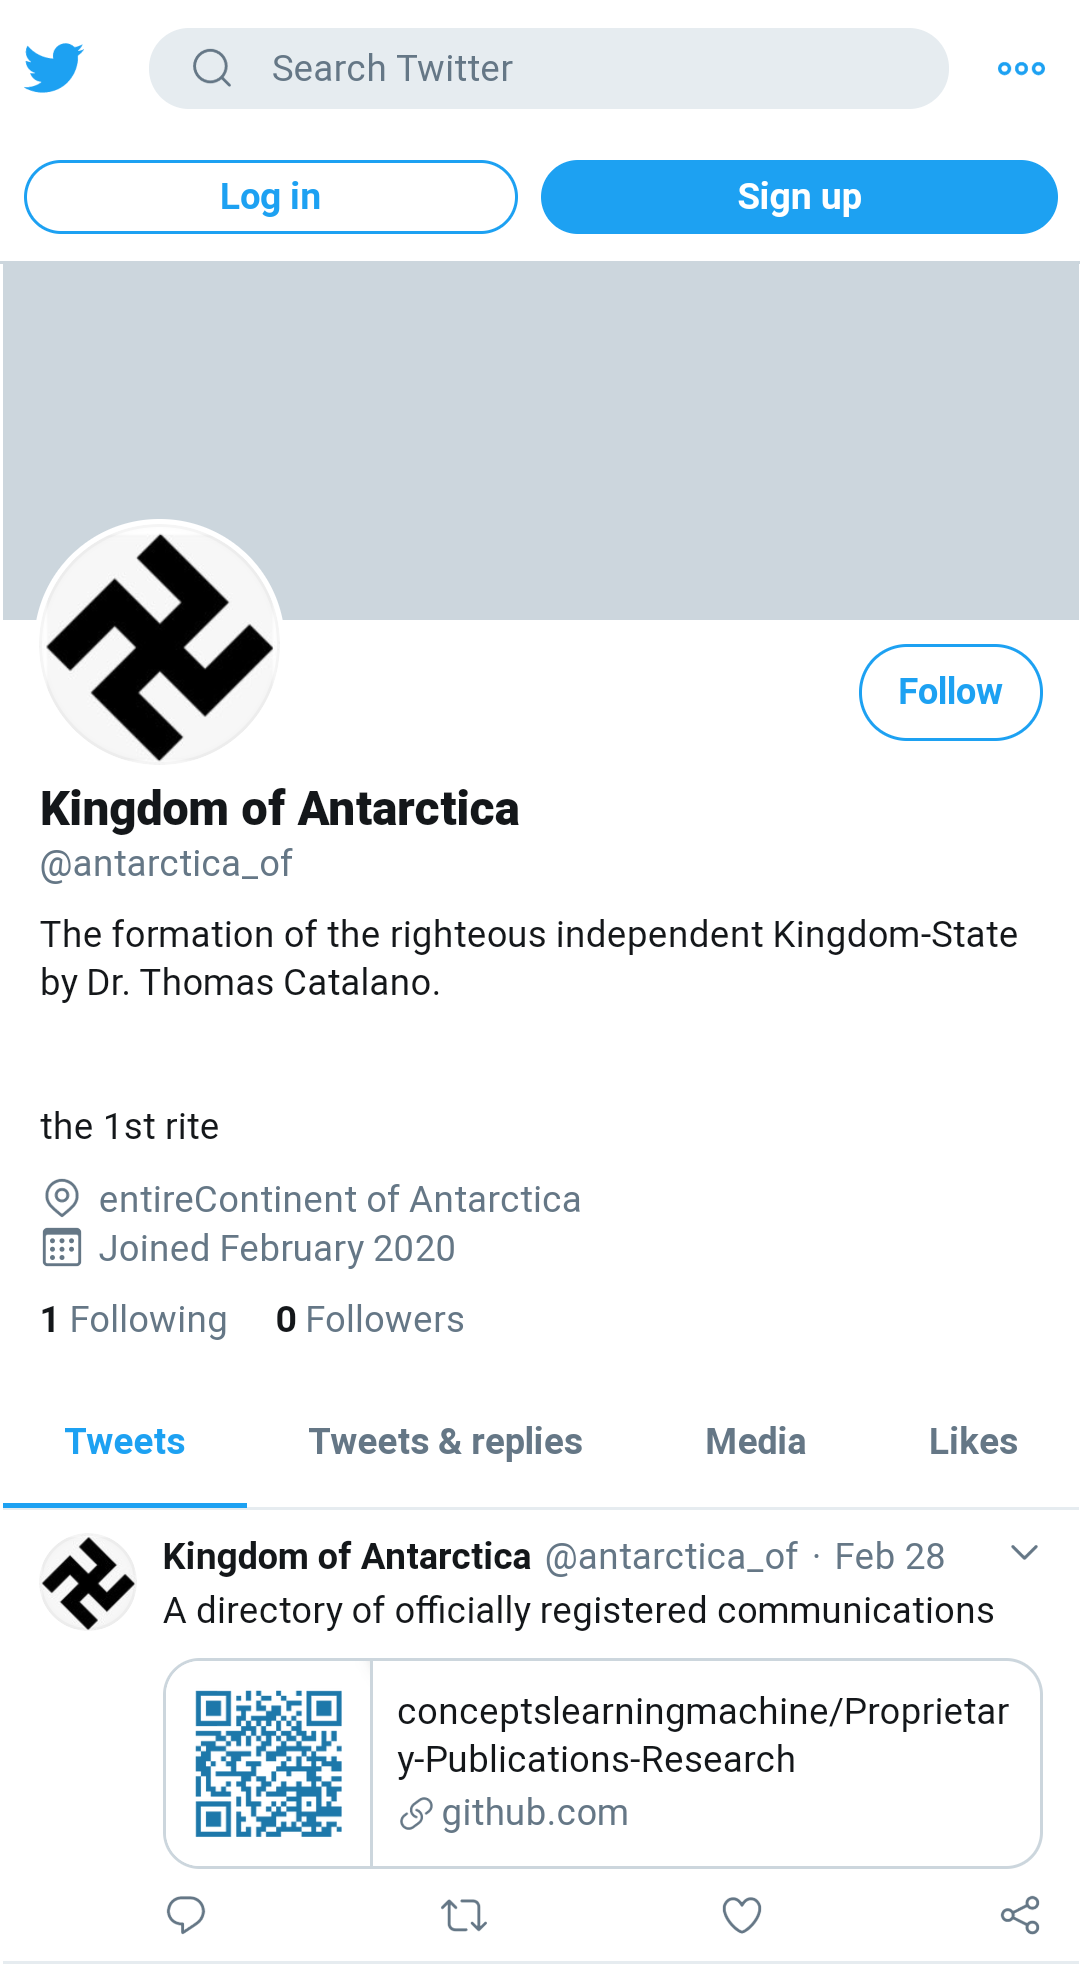 Search Twitter
Log in
Sign up
Follow
Kingdom of Antarctica
@antarctica_of
The formation of the righteous independent Kingdom-State
by Dr. Thomas Catalano.
the 1st rite
entireContinent of Antarctica
Joined February 2020
1 Following 0 Followers
Tweets Tweets & replies Media Likes
Kingdom of Antarctica @antarctica_of · Feb 28
A directory of officially registered communications
conceptslearningmachine/Proprietar
y-Publications-Research
github.com